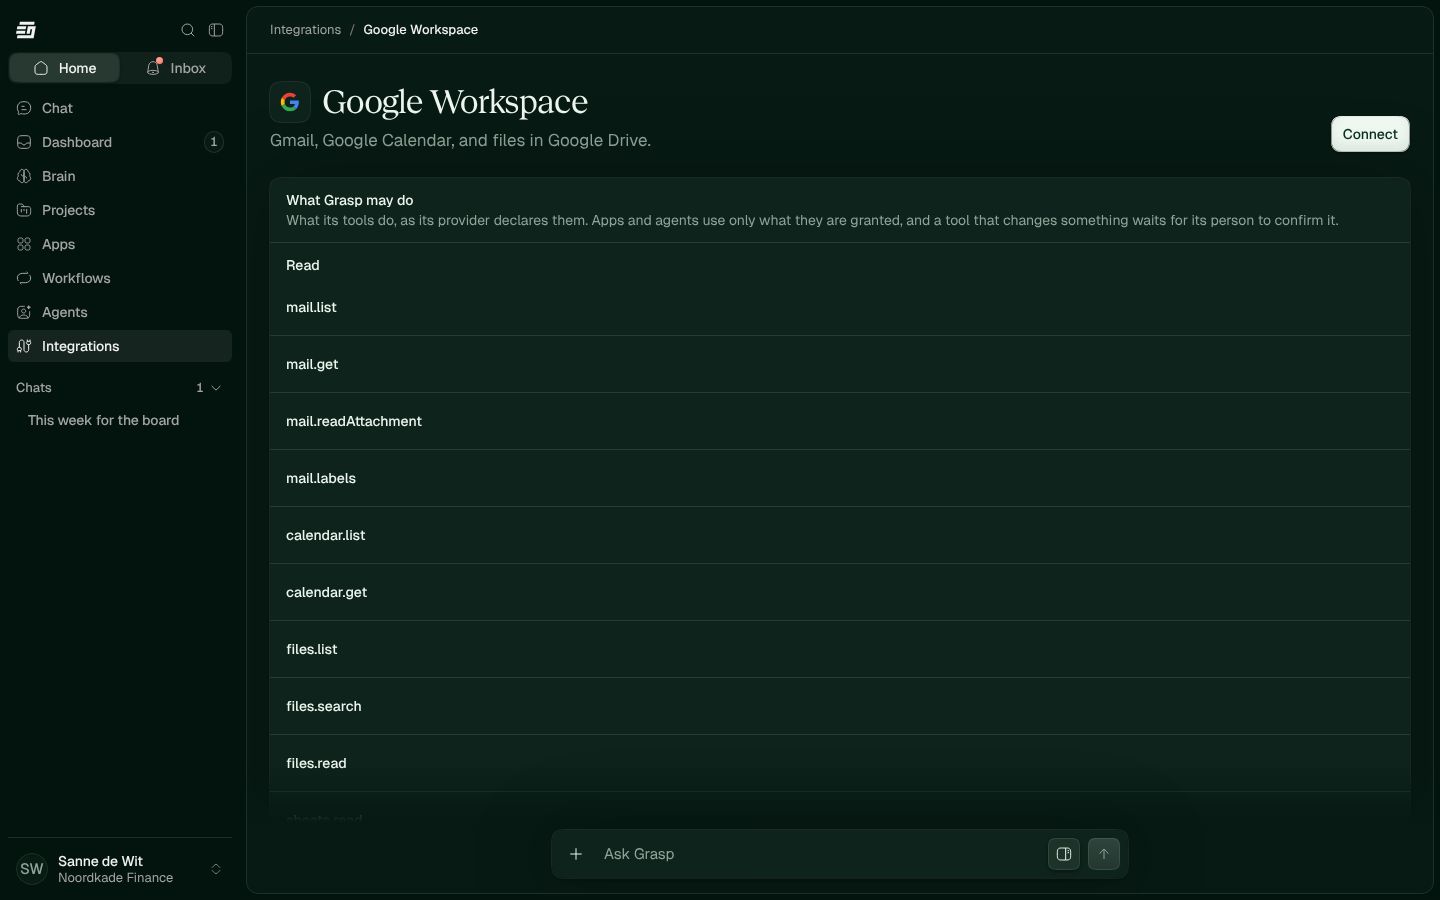 Integrations / Google Workspace
Home
Inbox
Chat
Dashboard 1
Brain
Projects
Apps
Workflows
Agents
Integrations
Chats 1
This week for the board
SW
Sanne de Wit
Noordkade Finance
Google Workspace
Gmail, Google Calendar, and files in Google Drive.
Connect
What Grasp may do
What its tools do, as its provider declares them. Apps and agents use only what they are granted, and a tool that changes something waits for its person to confirm it.
Read
mail.list
mail.get
mail.readAttachment
mail.labels
calendar.list
calendar.get
files.list
files.search
files.read
Ask Grasp